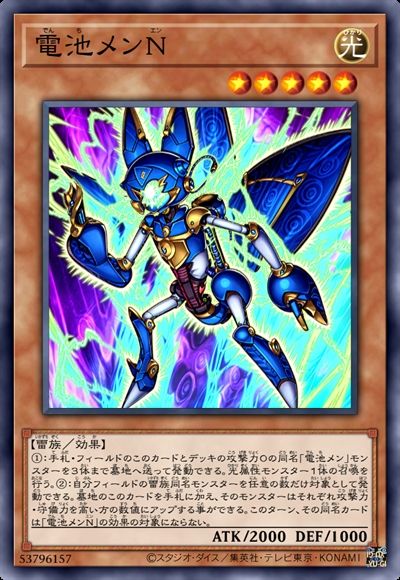 電池メンN
でんち エン
光
ひかり
【雷族／効果】
①：手札・フィールドのこのカードとデッキの攻撃力0の同名「電池メン」モン
スターを3体まで墓地へ送って発動できる。光属性モンスター1体の召喚を
行う。②：自分フィールドの雷族同名モンスターを任意の数だけ対象として発
動できる。墓地のこのカードを手札に加え、そのモンスターはそれぞれ攻撃力
・守備力を高い方の数値にアップする事ができる。このターン、その同名カード
は「電池メンN」の効果の対象にならない。
ATK/2000 DEF/1000
53796157
©スタジオ・ダイス／集英社・テレビ東京・KONAMI